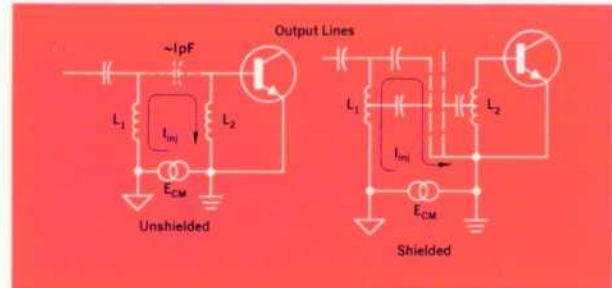 Output Lines
~1pF
L1
L2
Iinj
ECM
Unshielded
L1
L2
Iinj
ECM
Shielded